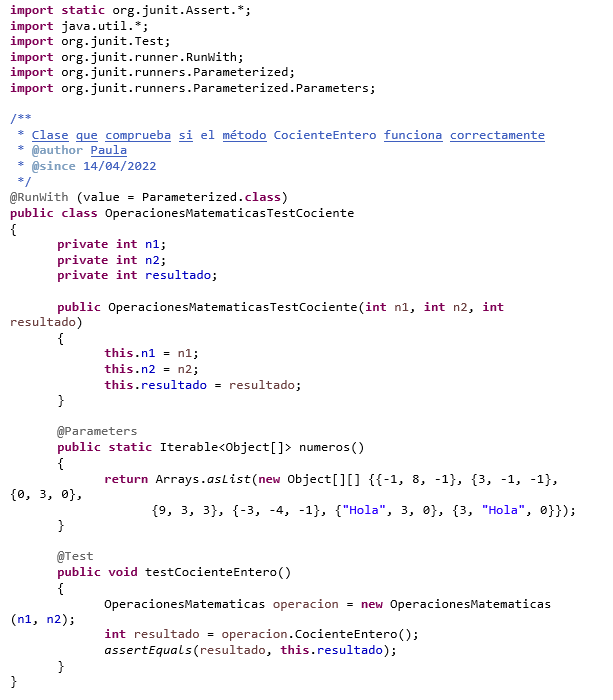 import static org.junit.Assert.*;
import java.util.*;
import org.junit.Test;
import org.junit.runner.RunWith;
import org.junit.runners.Parameterized;
import org.junit.runners.Parameterized.Parameters;

/**
 * Clase que comprueba si el método CocienteEntero funciona correctamente
 * @author Paula
 * @since 14/04/2022
 */
@RunWith (value = Parameterized.class)
public class OperacionesMatematicasTestCociente
{
      private int n1;
      private int n2;
      private int resultado;

      public OperacionesMatematicasTestCociente(int n1, int n2, int
resultado)
      {
            this.n1 = n1;
            this.n2 = n2;
            this.resultado = resultado;
      }

      @Parameters
      public static Iterable<Object[]> numeros()
      {
            return Arrays.asList(new Object[][] {{-1, 8, -1}, {3, -1, -1},
{0, 3, 0},
                  {9, 3, 3}, {-3, -4, -1}, {"Hola", 3, 0}, {3, "Hola", 0}});
      }

      @Test
      public void testCocienteEntero()
      {
            OperacionesMatematicas operacion = new OperacionesMatematicas
(n1, n2);
            int resultado = operacion.CocienteEntero();
            assertEquals(resultado, this.resultado);
      }
}